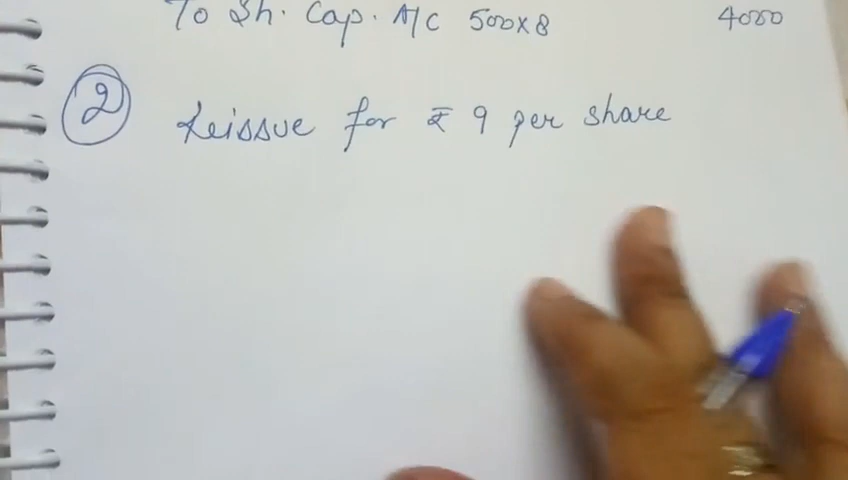 To Sh. Cap. A/C 500x8 4000
2 Reissue for ₹ 9 per share